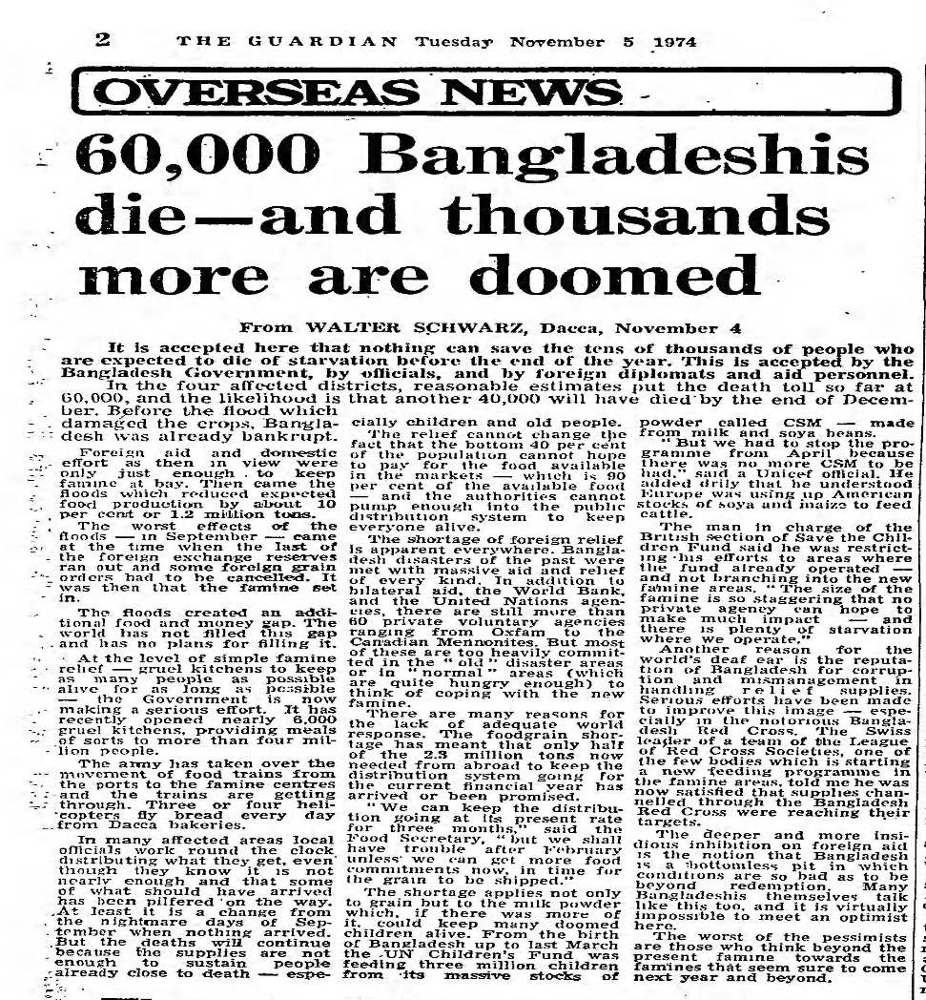 2 THE GUARDIAN Tuesday November 5 1974
OVERSEAS NEWS
60,000 Bangladeshis
die—and thousands
more are doomed
From WALTER SCHWARZ, Dacca, November 4
It is accepted here that nothing can save the tens of thousands of people who
are expected to die of starvation before the end of the year. This is accepted by the
Bangladesh Government, by officials, and by foreign diplomats and aid personnel.
In the four affected districts, reasonable estimates put the death toll so far at
60,000, and the likelihood is that another 40,000 will have died by the end of Decem-
ber. Before the flood which
damaged the crops, Bangla-
desh was already bankrupt.
Foreign aid and domestic
effort as then in view were
only just enough to keep
famine at bay. Then came the
floods which reduced expected
food production by about 10
per cent or 1.2 million tons.
The worst effects of the
floods — in September — came
at the time when the last of
the foreign exchange reserves
ran out and some foreign grain
orders had to be cancelled. It
was then that the famine set
in.
The floods created an addi-
tional food and money gap. The
world has not filled this gap
and has no plans for filling it.
At the level of simple famine
relief — gruel kitchens to keep
as many people as possible
alive for as long as possible
— the Government is now
making a serious effort. It has
recently opened nearly 6,000
gruel kitchens, providing meals
of sorts to more than four mil-
lion people.
The army has taken over the
movement of food trains from
the ports to the famine centres
and the trains are getting
through. Three or four heli-
copters fly bread every day
from Dacca bakeries.
In many affected areas local
officials work round the clock
distributing what they get, even
though they know it is not
nearly enough and that some
of what should have arrived
has been pilfered on the way.
At least it is a change from
the nightmare days of Sep-
tember when nothing arrived.
But the deaths will continue
because the supplies are not
enough to sustain people
already close to death — espe-
cially children and old people.
The relief cannot change the
fact that the bottom 40 per cent
of the population cannot hope
to pay for the food available
in the markets — which is 90
per cent of the available food
— and the authorities cannot
pump enough into the public
distribution system to keep
everyone alive.
The shortage of foreign relief
is apparent everywhere. Bangla-
desh disasters of the past were
met with massive aid and relief
of every kind. In addition to
bilateral aid, the World Bank,
and the United Nations agen-
cies, there are still more than
60 private voluntary agencies
ranging from Oxfam to the
Canadian Mennonites. But most
of these are too heavily commit-
ted in the " old " disaster areas
or in " normal " areas (which
are quite hungry enough) to
think of coping with the new
famine.
There are many reasons for
the lack of adequate world
response. The foodgrain shor-
tage has meant that only half
of the 2.3 million tons now
needed from abroad to keep the
distribution system going for
the current financial year has
arrived or been promised.
" We can keep the distribu-
tion going at its present rate
for three months," said the
Food Secretary, " but we shall
have trouble after February
unless we can get more food
commitments now, in time for
the grain to be shipped."
The shortage applies not only
to grain but to the milk powder
which, if there was more of
it, could keep many doomed
children alive. From the birth
of Bangladesh up to last March
the UN Children's Fund was
feeding three million children
from its massive stocks of
powder called CSM — made
from milk and soya beans.
" But we had to stop the pro-
gramme from April because
there was no more CSM to be
had," said a Unicef official. He
added drily that he understood
Europe was using up American
stocks of soya and maize to feed
cattle.
The man in charge of the
British section of Save the Chil-
dren Fund said he was restrict-
ing his efforts to areas where
the fund already operated —
and not branching into the new
famine areas. " The size of the
famine is so staggering that no
private agency can hope to
make much impact — and
there is plenty of starvation
where we operate."
Another reason for the
world's deaf ear is the reputa-
tion of Bangladesh for corrup-
tion and mismanagement in
handling relief supplies.
Serious efforts have been made
to improve this image — espe-
cially in the notorious Bangla-
desh Red Cross. The Swiss
leader of a team of the League
of Red Cross Societies, one of
the few bodies which is starting
a new feeding programme in
the famine areas, told me he was
now satisfied that supplies chan-
nelled through the Bangladesh
Red Cross were reaching their
targets.
The deeper and more insi-
dious inhibition on foreign aid
is the notion that Bangladesh
is a bottomless pit in which
conditions are so bad as to be
beyond redemption. Many
Bangladeshis themselves talk
like this too, and it is virtually
impossible to meet an optimist
here.
The worst of the pessimists
are those who think beyond the
present famine towards the
famines that seem sure to come
next year and beyond.